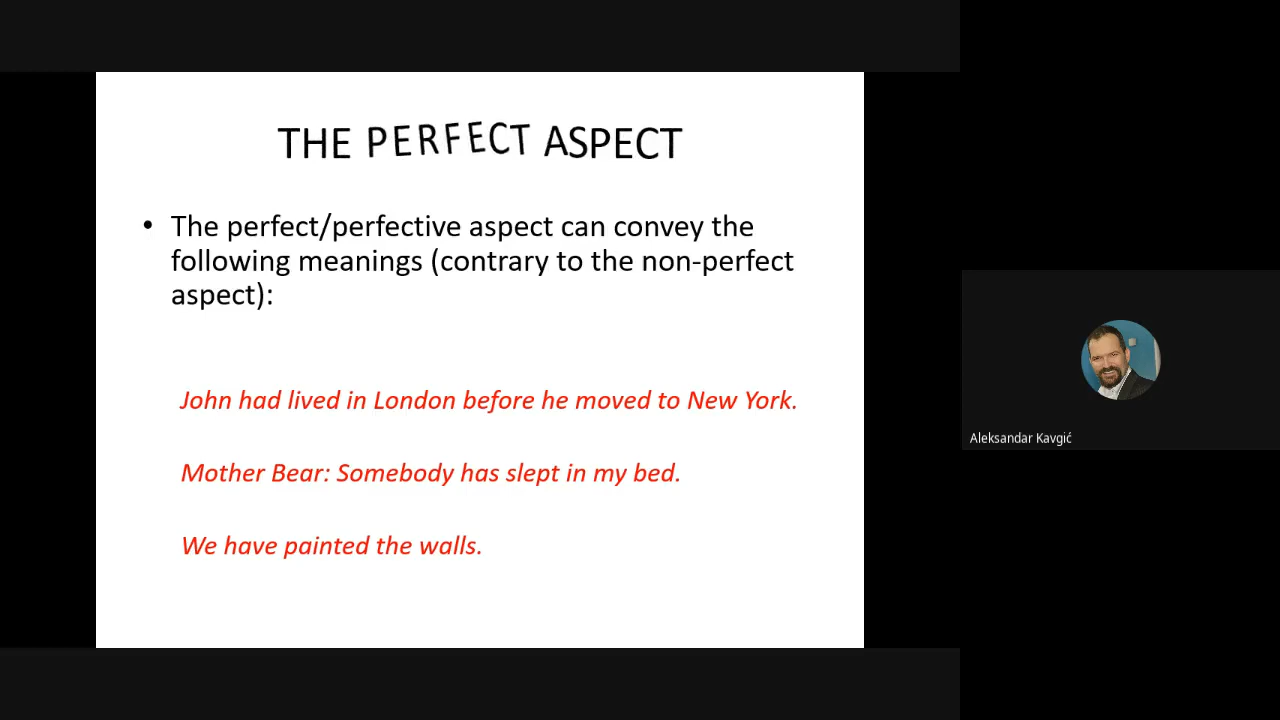 THE PERFECT ASPECT
• The perfect/perfective aspect can convey the
following meanings (contrary to the non-perfect
aspect):
John had lived in London before he moved to New York.
Mother Bear: Somebody has slept in my bed.
We have painted the walls.
Aleksandar Kavgić